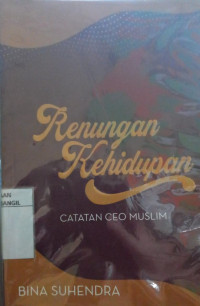 Renungan
Kehidupan
CATATAN CEO MUSLIM
BINA SUHENDRA